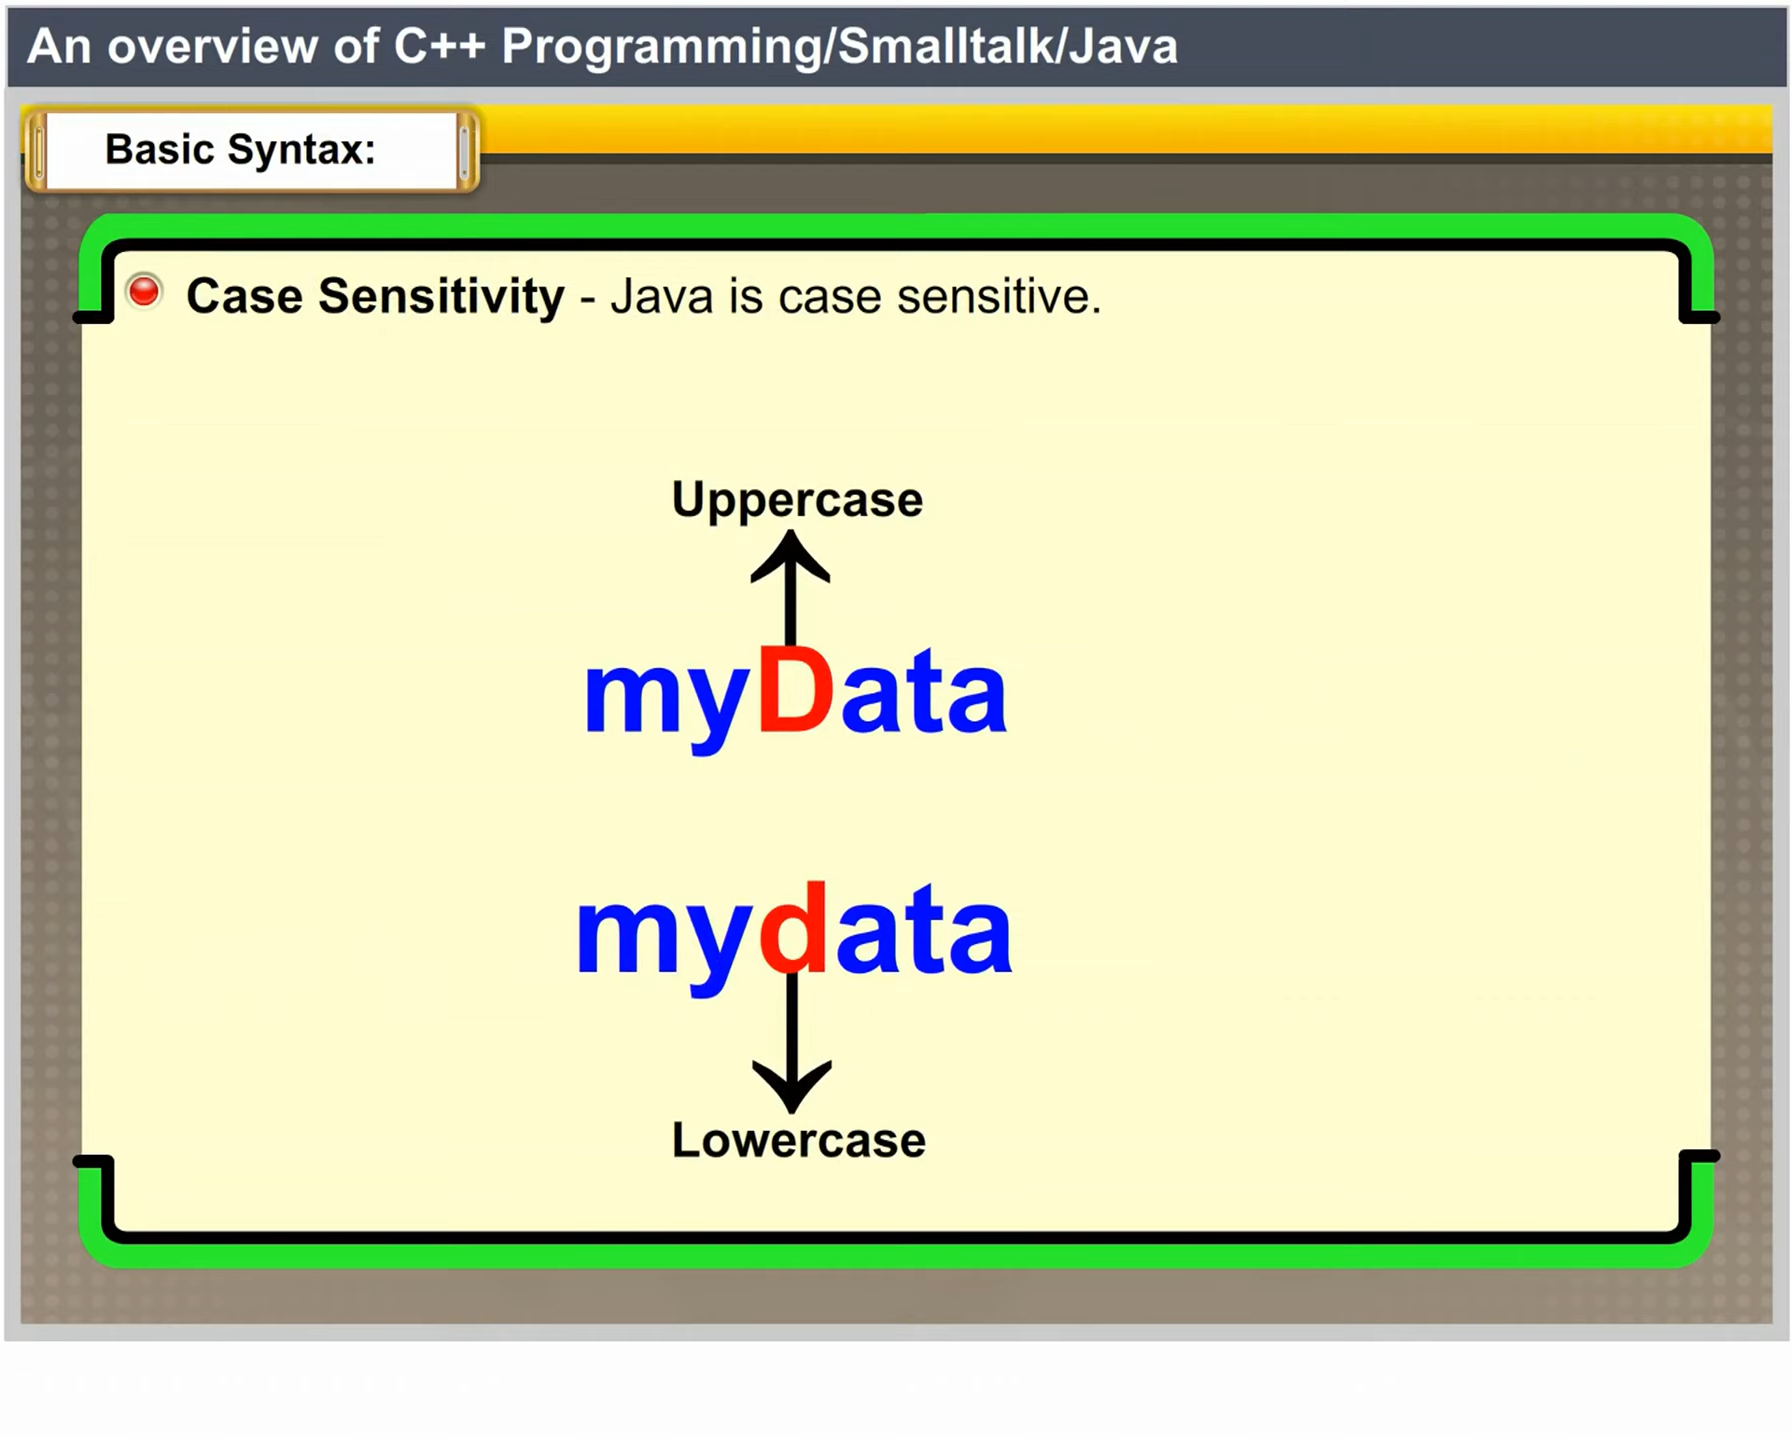 An overview of C++ Programming/Smalltalk/Java
Basic Syntax:
Case Sensitivity - Java is case sensitive.
Uppercase
myData
mydata
Lowercase